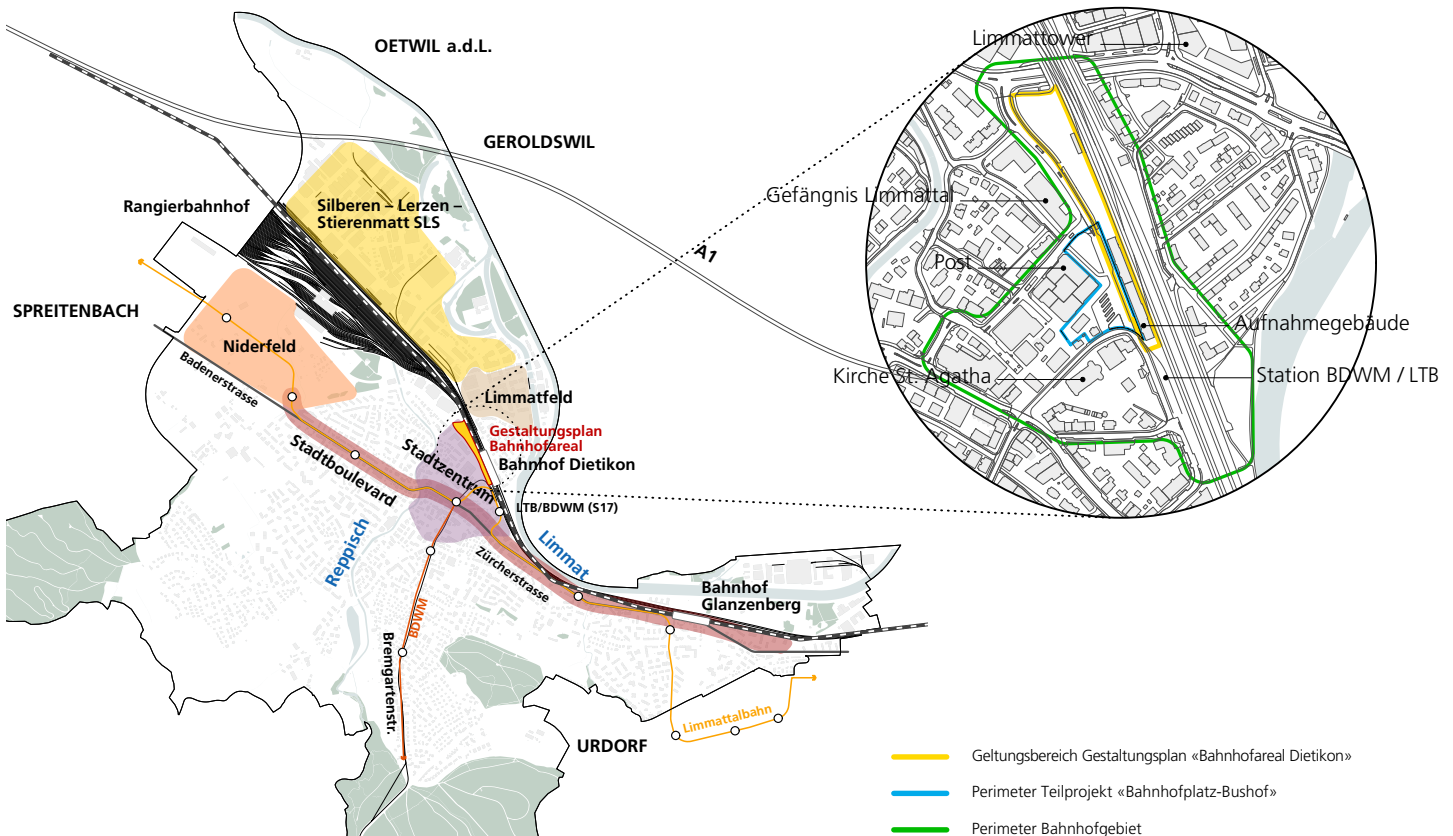 OETWIL a.d.L.
GEROLDSWIL
Rangierbahnhof
Silberen – Lerzen –
Stierenmatt SLS
A1
SPREITENBACH
Niderfeld
Badenerstrasse
Limmatfeld
Gestaltungsplan
Bahnhofareal
Bahnhof Dietikon
Stadtboulevard
Stadtzentrum
LTB/BDWM (S17)
Reppisch
Limmat
Zürcherstrasse
Bahnhof
Glanzenberg
BDWM
Bremgartenstr.
Limmattalbahn
URDORF
Limmattower
Gefängnis Limmattal
Post
Aufnahmegebäude
Kirche St. Agatha
Station BDWM / LTB
Geltungsbereich Gestaltungsplan «Bahnhofareal Dietikon»
Perimeter Teilprojekt «Bahnhofplatz-Bushof»
Perimeter Bahnhofgebiet